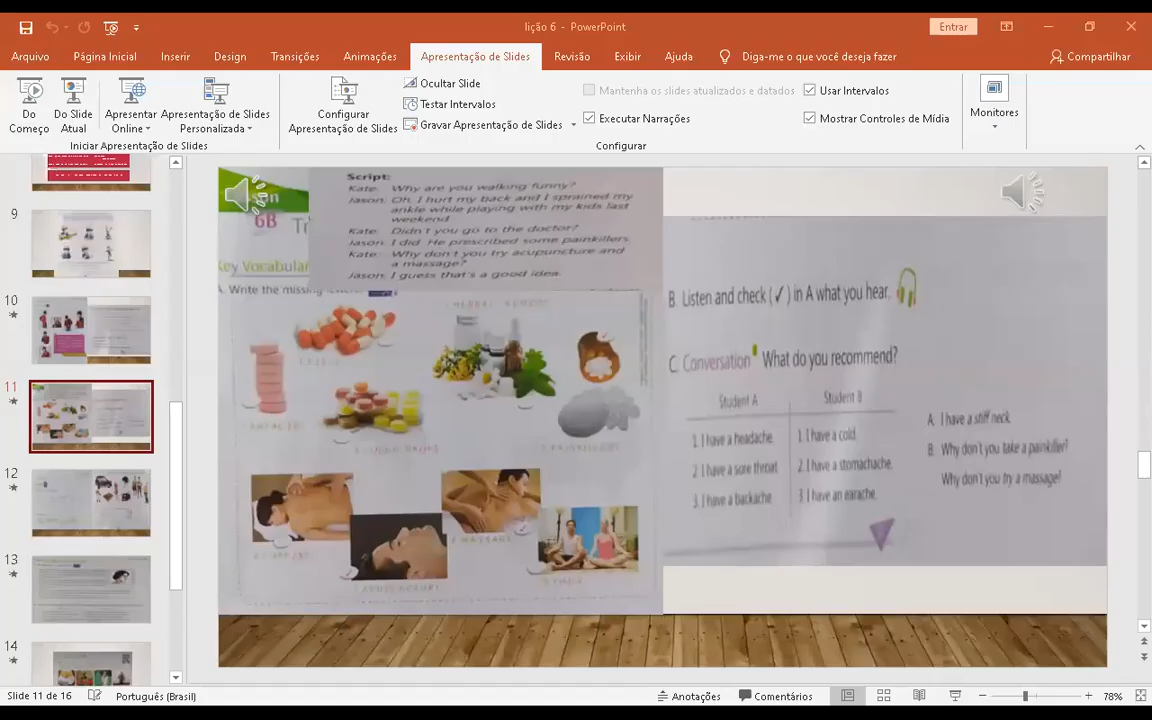 lição 6 - PowerPoint
Entrar
Arquivo
Página Inicial
Inserir
Design
Transições
Animações
Apresentação de Slides
Revisão
Exibir
Ajuda
Diga-me o que você deseja fazer
Compartilhar
Do Começo
Do Slide Atual
Apresentar Online
Apresentação de Slides Personalizada
Iniciar Apresentação de Slides
Configurar Apresentação de Slides
Ocultar Slide
Testar Intervalos
Gravar Apresentação de Slides
Mantenha os slides atualizados e datados
Executar Narrações
Usar Intervalos
Mostrar Controles de Mídia
Configurar
Monitores
9
10
11
12
13
14
6B
Key Vocabular
Write the missing
Script:
Kate: Why are you walking funny?
Jason: Oh, I hurt my back and I sprained my
ankle while playing with my kids last
weekend
Kate: Didn't you go to the doctor?
Jason: I did. He prescribed some painkillers.
Kate: Why don't you try acupuncture and
a massage?
Jason: I guess that's a good idea.
B. Listen and check (✓) in A what you hear.
C. Conversation What do you recommend?
Student A
1. I have a headache.
2. I have a sore throat
3. I have a backache
Student B
1. I have a cold.
2. I have a stomachache.
3. I have an earache.
A. I have a stiff neck.
B. Why don't you take a painkiller?
Why don't you try a massage?
Slide 11 de 16
Português (Brasil)
Anotações
Comentários
78%